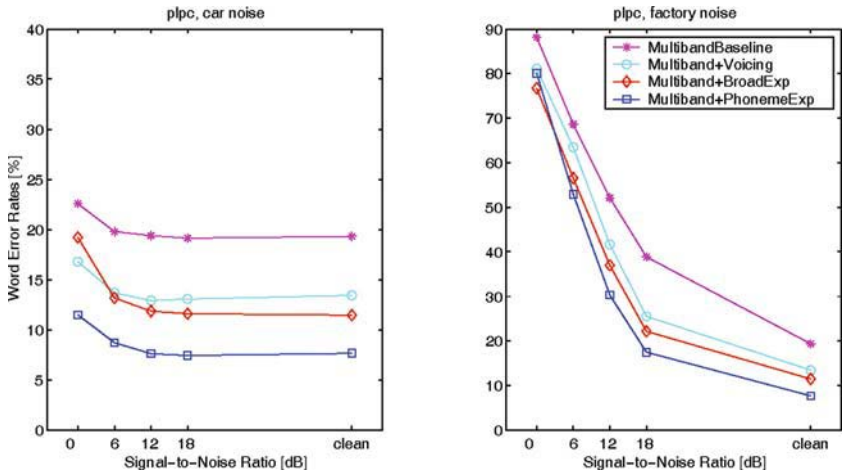 plpc, car noise
40
35
30
25
20
15
10
5
0
Word Error Rates [%]
0 6 12 18 clean
Signal-to-Noise Ratio [dB]
plpc, factory noise
90
80
70
60
50
40
30
20
10
0
MultibandBaseline
Multiband+Voicing
Multiband+BroadExp
Multiband+PhonemeExp
0 6 12 18 clean
Signal-to-Noise Ratio [dB]